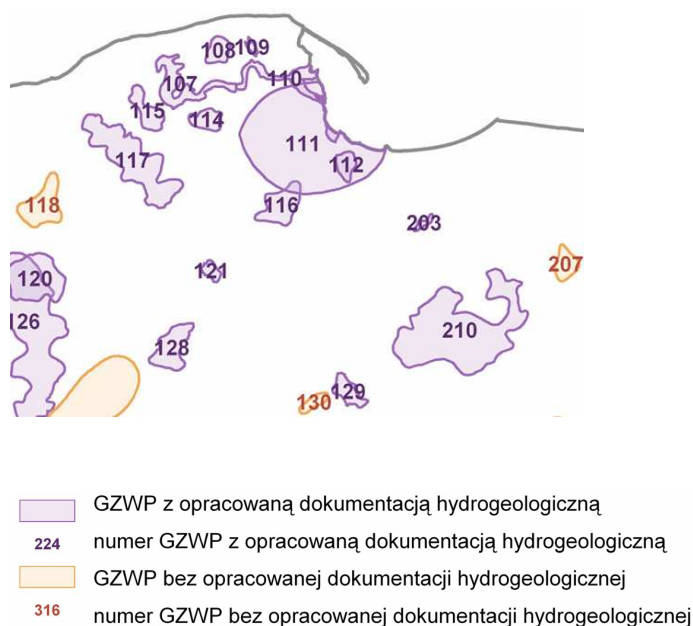 108 109
107 110
115 114
111
117 112
118 116
203
120 121 207
126
128 210
129
130
GZWP z opracowaną dokumentacją hydrogeologiczną
224 numer GZWP z opracowaną dokumentacją hydrogeologiczną
GZWP bez opracowanej dokumentacji hydrogeologicznej
316 numer GZWP bez opracowanej dokumentacji hydrogeologicznej